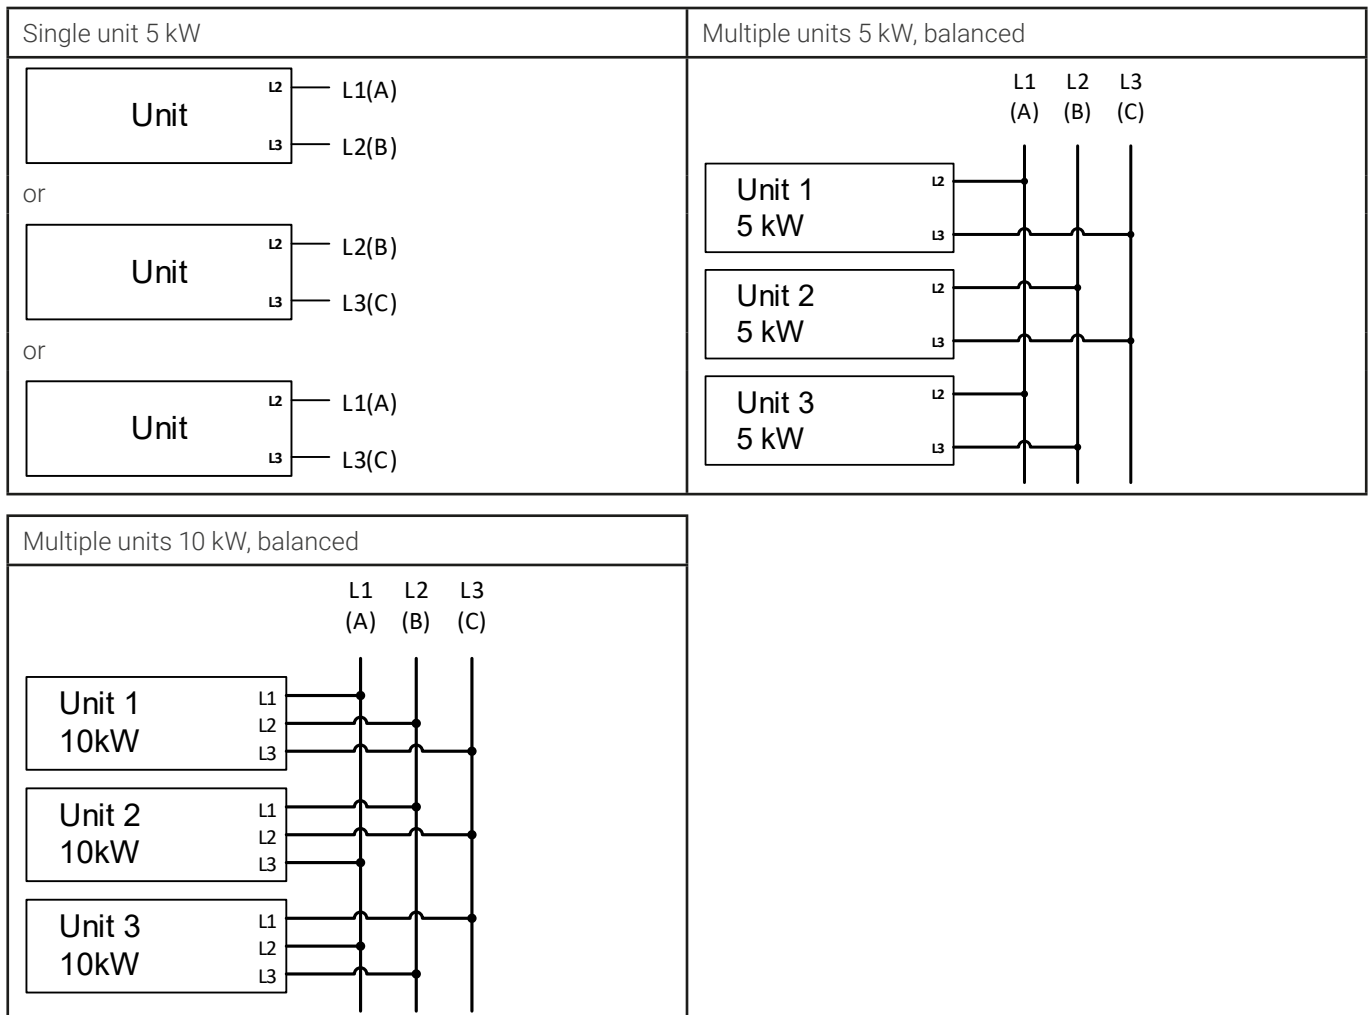 Single unit 5 kW
Unit
L2
L1(A)
L3
L2(B)
or
Unit
L2
L2(B)
L3
L3(C)
or
Unit
L2
L1(A)
L3
L3(C)
Multiple units 5 kW, balanced
L1 L2 L3
(A) (B) (C)
Unit 1
5 kW
L2
L3
Unit 2
5 kW
L2
L3
Unit 3
5 kW
L2
L3
Multiple units 10 kW, balanced
L1 L2 L3
(A) (B) (C)
Unit 1
10kW
L1
L2
L3
Unit 2
10kW
L1
L2
L3
Unit 3
10kW
L1
L2
L3